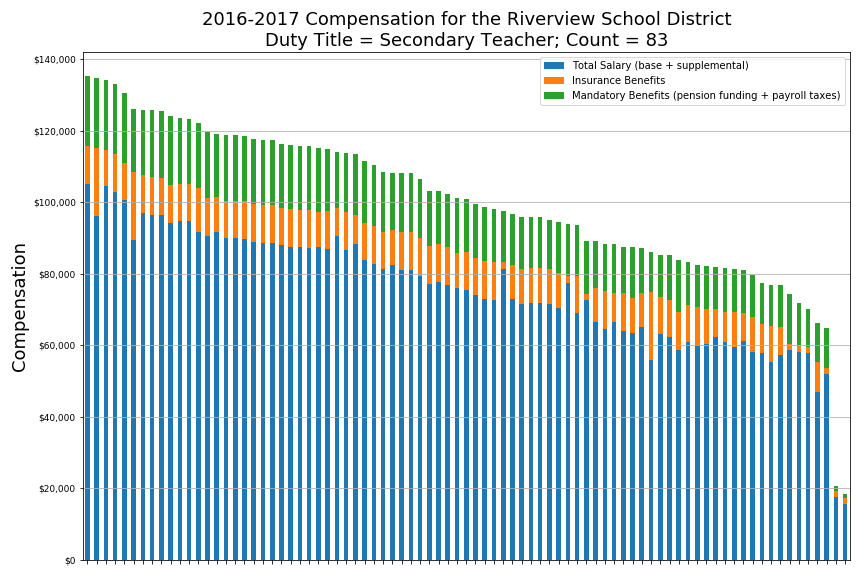 2016-2017 Compensation for the Riverview School District
Duty Title = Secondary Teacher; Count = 83
Total Salary (base + supplemental)
Insurance Benefits
Mandatory Benefits (pension funding + payroll taxes)
Compensation
$140,000
$120,000
$100,000
$80,000
$60,000
$40,000
$20,000
$0